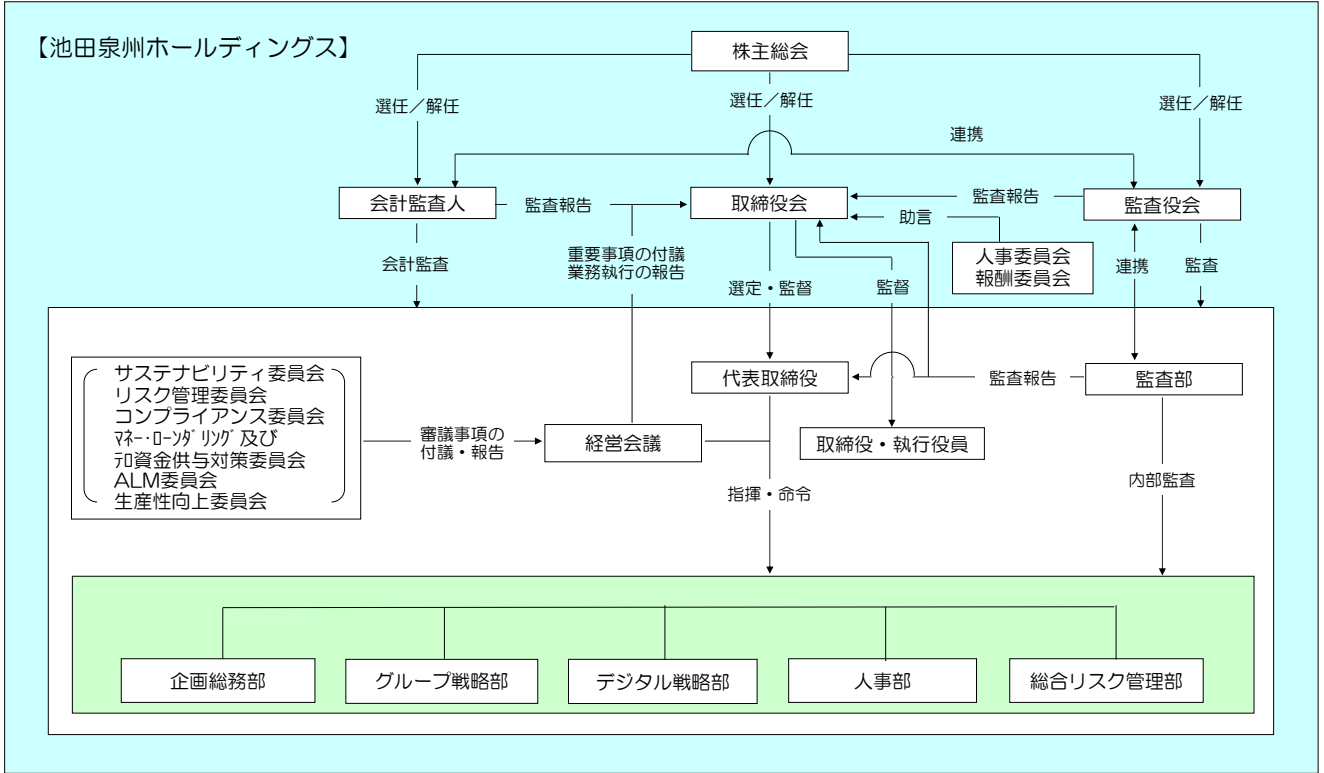 【池田泉州ホールディングス】
株主総会
選任／解任
選任／解任
選任／解任
連携
会計監査人
監査報告
取締役会
監査報告
監査役会
助言
人事委員会
報酬委員会
会計監査
重要事項の付議
業務執行の報告
選定・監督
監督
連携
監査
サステナビリティ委員会
リスク管理委員会
コンプライアンス委員会
ﾏﾈｰ･ﾛｰﾝﾀﾞﾘﾝｸﾞ及び
ﾃﾛ資金供与対策委員会
ALM委員会
生産性向上委員会
審議事項の
付議・報告
経営会議
代表取締役
監査報告
監査部
取締役・執行役員
指揮・命令
内部監査
企画総務部
グループ戦略部
デジタル戦略部
人事部
総合リスク管理部